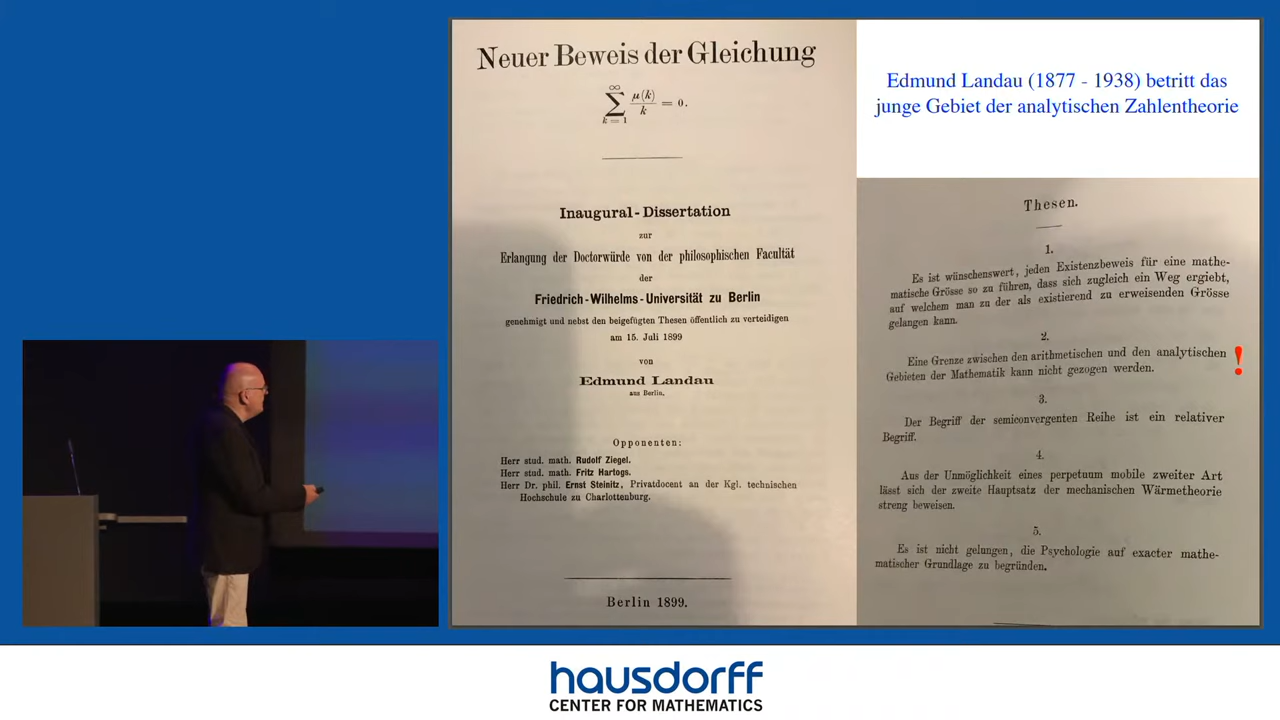 Neuer Beweis der Gleichung
∞
∑ μ(k)/k = 0.
k = 1
Inaugural-Dissertation
zur
Erlangung der Doctorwürde von der philosophischen Facultät
der
Friedrich-Wilhelms-Universität zu Berlin
genehmigt und nebst den beigefügten Thesen öffentlich zu verteidigen
am 15. Juli 1899
von
Edmund Landau
aus Berlin.
Opponenten:
Herr stud. math. Rudolf Ziegel.
Herr stud. math. Fritz Hartogs.
Herr Dr. phil. Ernst Steinitz, Privatdocent an der Kgl. technischen
Hochschule zu Charlottenburg.
Berlin 1899.
Edmund Landau (1877 - 1938) betritt das
junge Gebiet der analytischen Zahlentheorie
Thesen.
1.
Es ist wünschenswert, jeden Existenzbeweis für eine mathe-
matische Grösse so zu führen, dass sich zugleich ein Weg ergiebt,
auf welchem man zu der als existierend zu erweisenden Grösse
gelangen kann.
2.
Eine Grenze zwischen den arithmetischen und den analytischen
Gebieten der Mathematik kann nicht gezogen werden.
!
3.
Der Begriff der semiconvergenten Reihe ist ein relativer
Begriff.
4.
Aus der Unmöglichkeit eines perpetuum mobile zweiter Art
lässt sich der zweite Hauptsatz der mechanischen Wärmetheorie
streng beweisen.
5.
Es ist nicht gelungen, die Psychologie auf exacter mathe-
matischer Grundlage zu begründen.
hausdorff
CENTER FOR MATHEMATICS